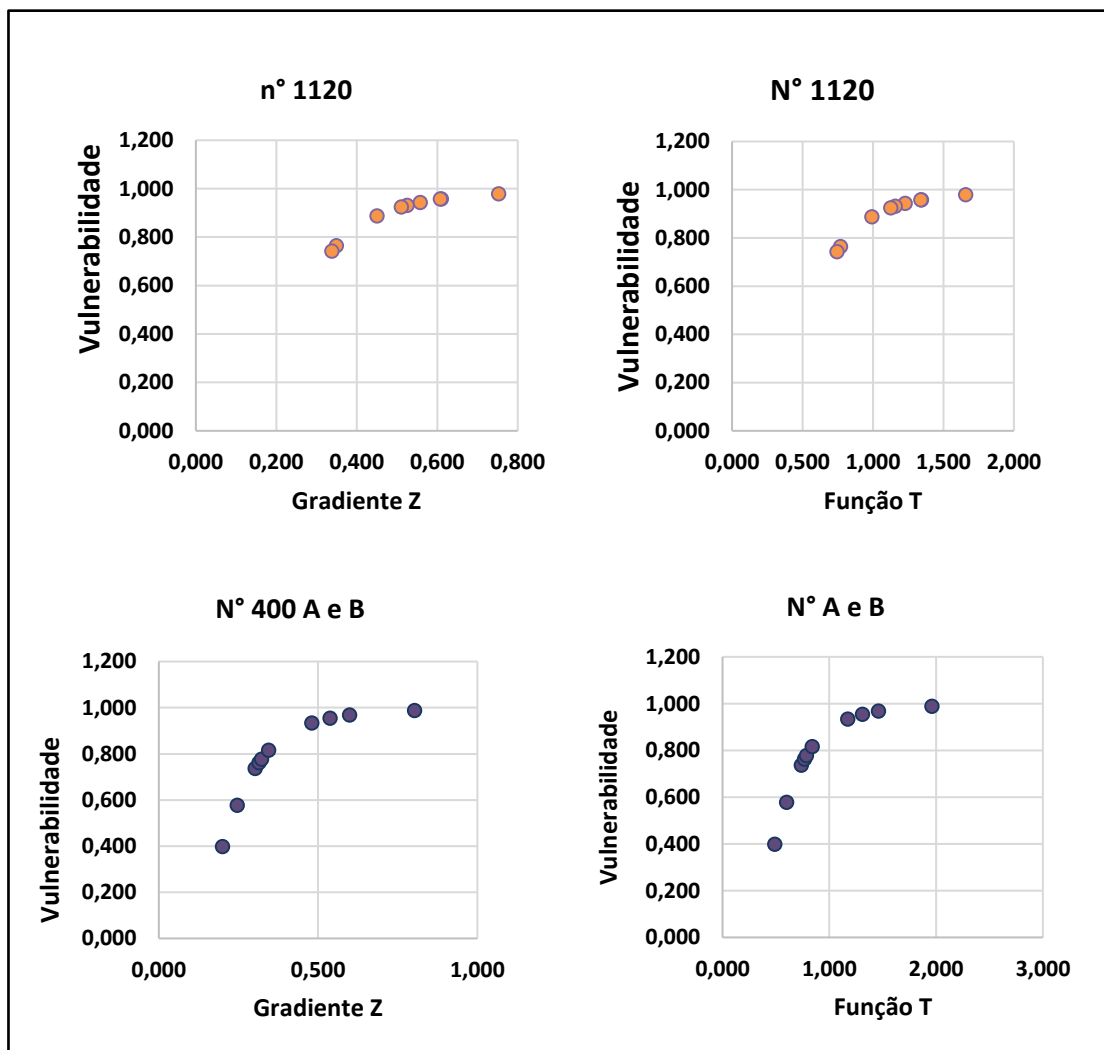 n° 1120
Vulnerabilidade
1,200
1,000
0,800
0,600
0,400
0,200
0,000
0,000 0,200 0,400 0,600 0,800
Gradiente Z
N° 1120
Vulnerabilidade
1,200
1,000
0,800
0,600
0,400
0,200
0,000
0,000 0,500 1,000 1,500 2,000
Função T
N° 400 A e B
Vulnerabilidade
1,200
1,000
0,800
0,600
0,400
0,200
0,000
0,000 0,500 1,000
Gradiente Z
N° A e B
Vulnerabilidade
1,200
1,000
0,800
0,600
0,400
0,200
0,000
0,000 1,000 2,000 3,000
Função T